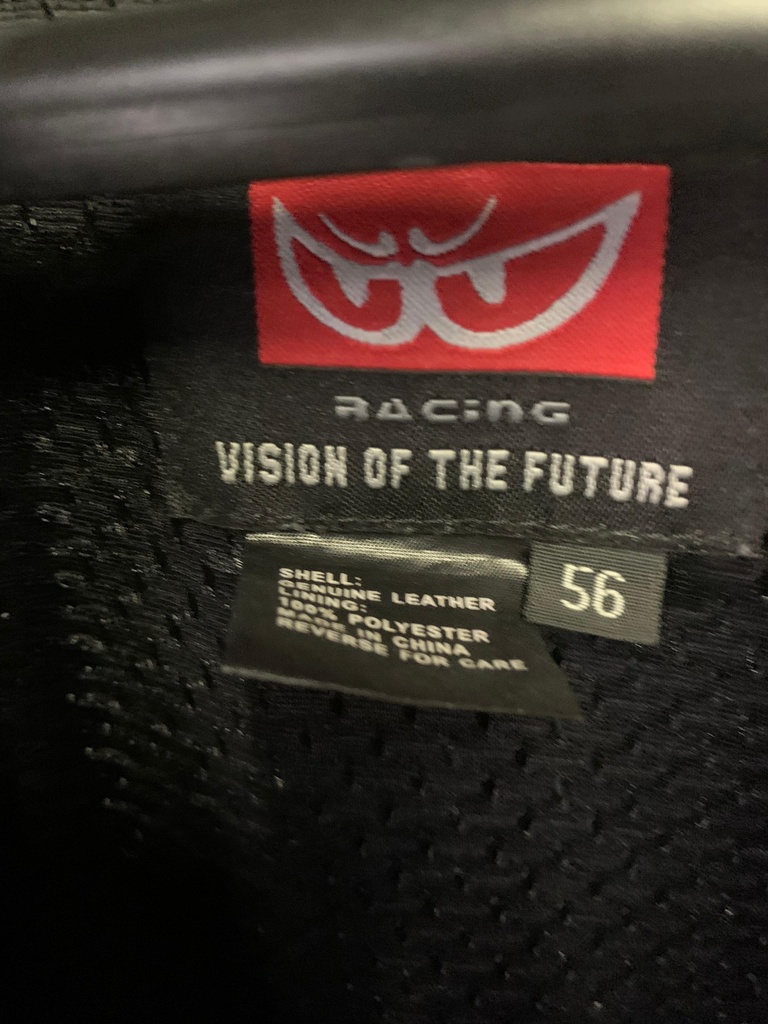 RACING
VISION OF THE FUTURE
56
SHELL:
GENUINE LEATHER
LINING:
100% POLYESTER
MADE IN CHINA
REVERSE FOR CARE